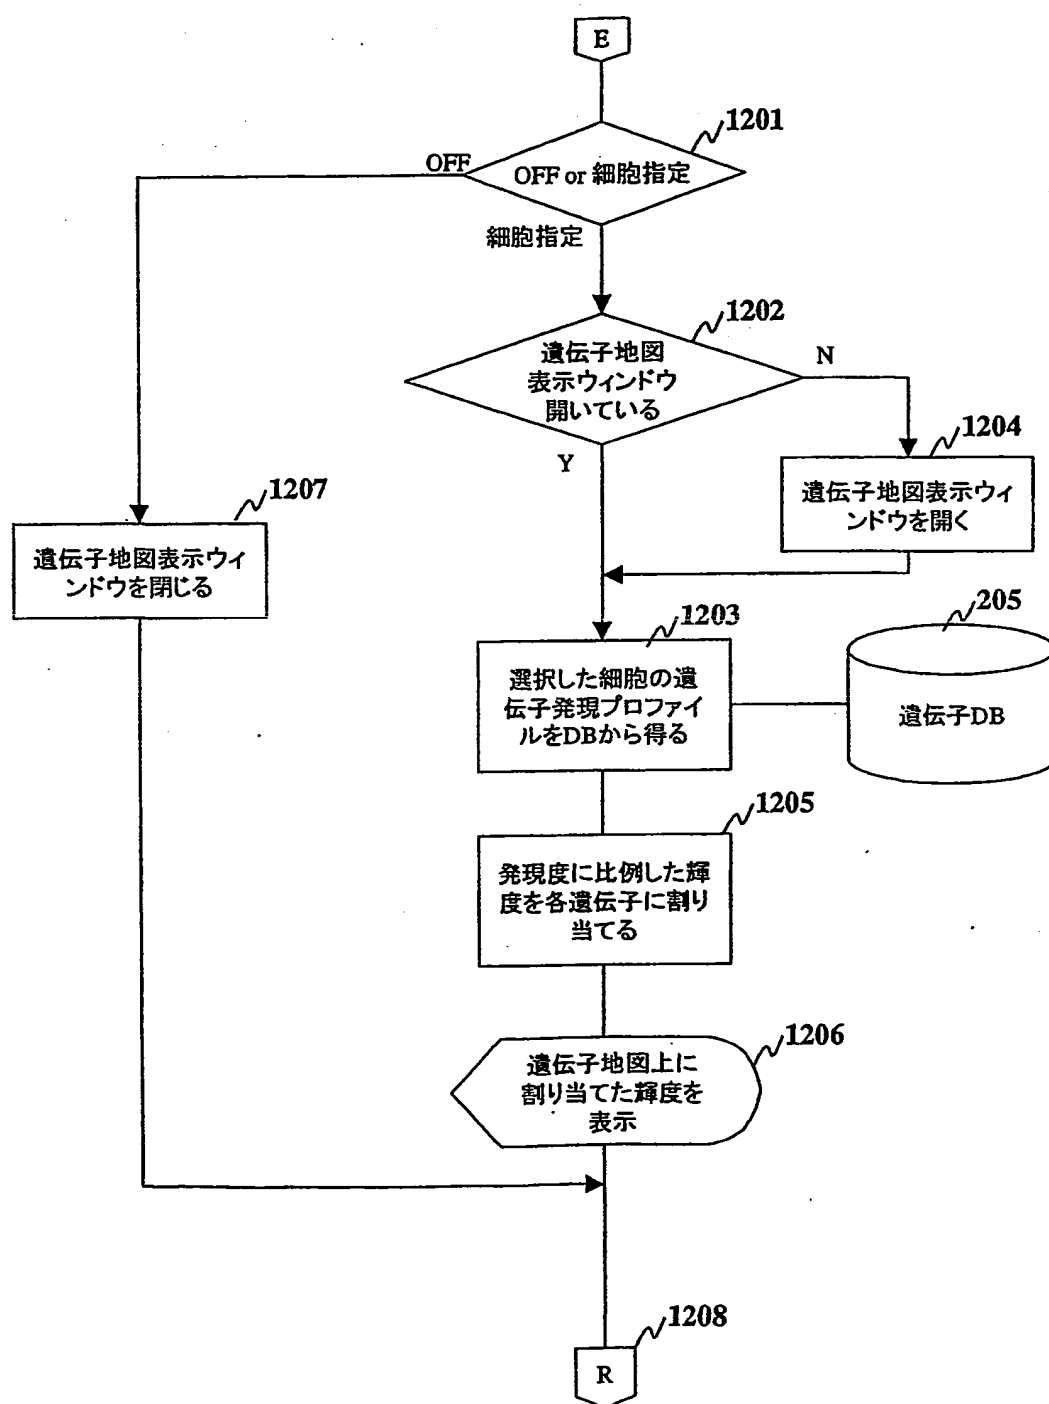 E
1201
OFF
OFF or 細胞指定
細胞指定
1202
遺伝子地図
表示ウィンドウ
開いている
N
Y
1204
遺伝子地図表示ウィ
ンドウを開く
1207
遺伝子地図表示ウィ
ンドウを閉じる
1203
選択した細胞の遺
伝子発現プロファイ
ルをDBから得る
205
遺伝子DB
1205
発現度に比例した輝
度を各遺伝子に割り
当てる
1206
遺伝子地図上に
割り当てた輝度を
表示
1208
R